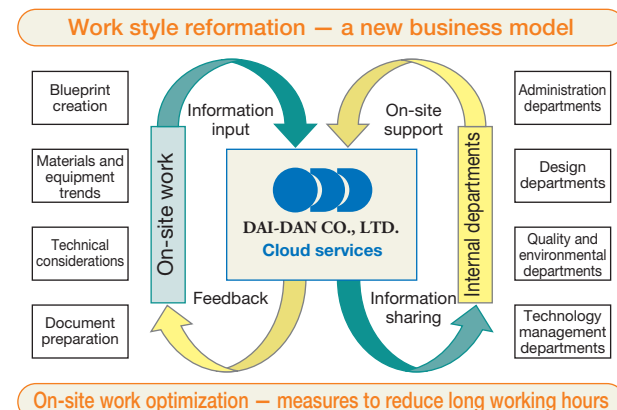 Work style reformation — a new business model
Blueprint
creation
Materials and
equipment
trends
Technical
considerations
Document
preparation
On-site work
Information
input
On-site
support
DAI-DAN CO., LTD.
Cloud services
Feedback
Information
sharing
Internal departments
Administration
departments
Design
departments
Quality and
environmental
departments
Technology
management
departments
On-site work optimization — measures to reduce long working hours